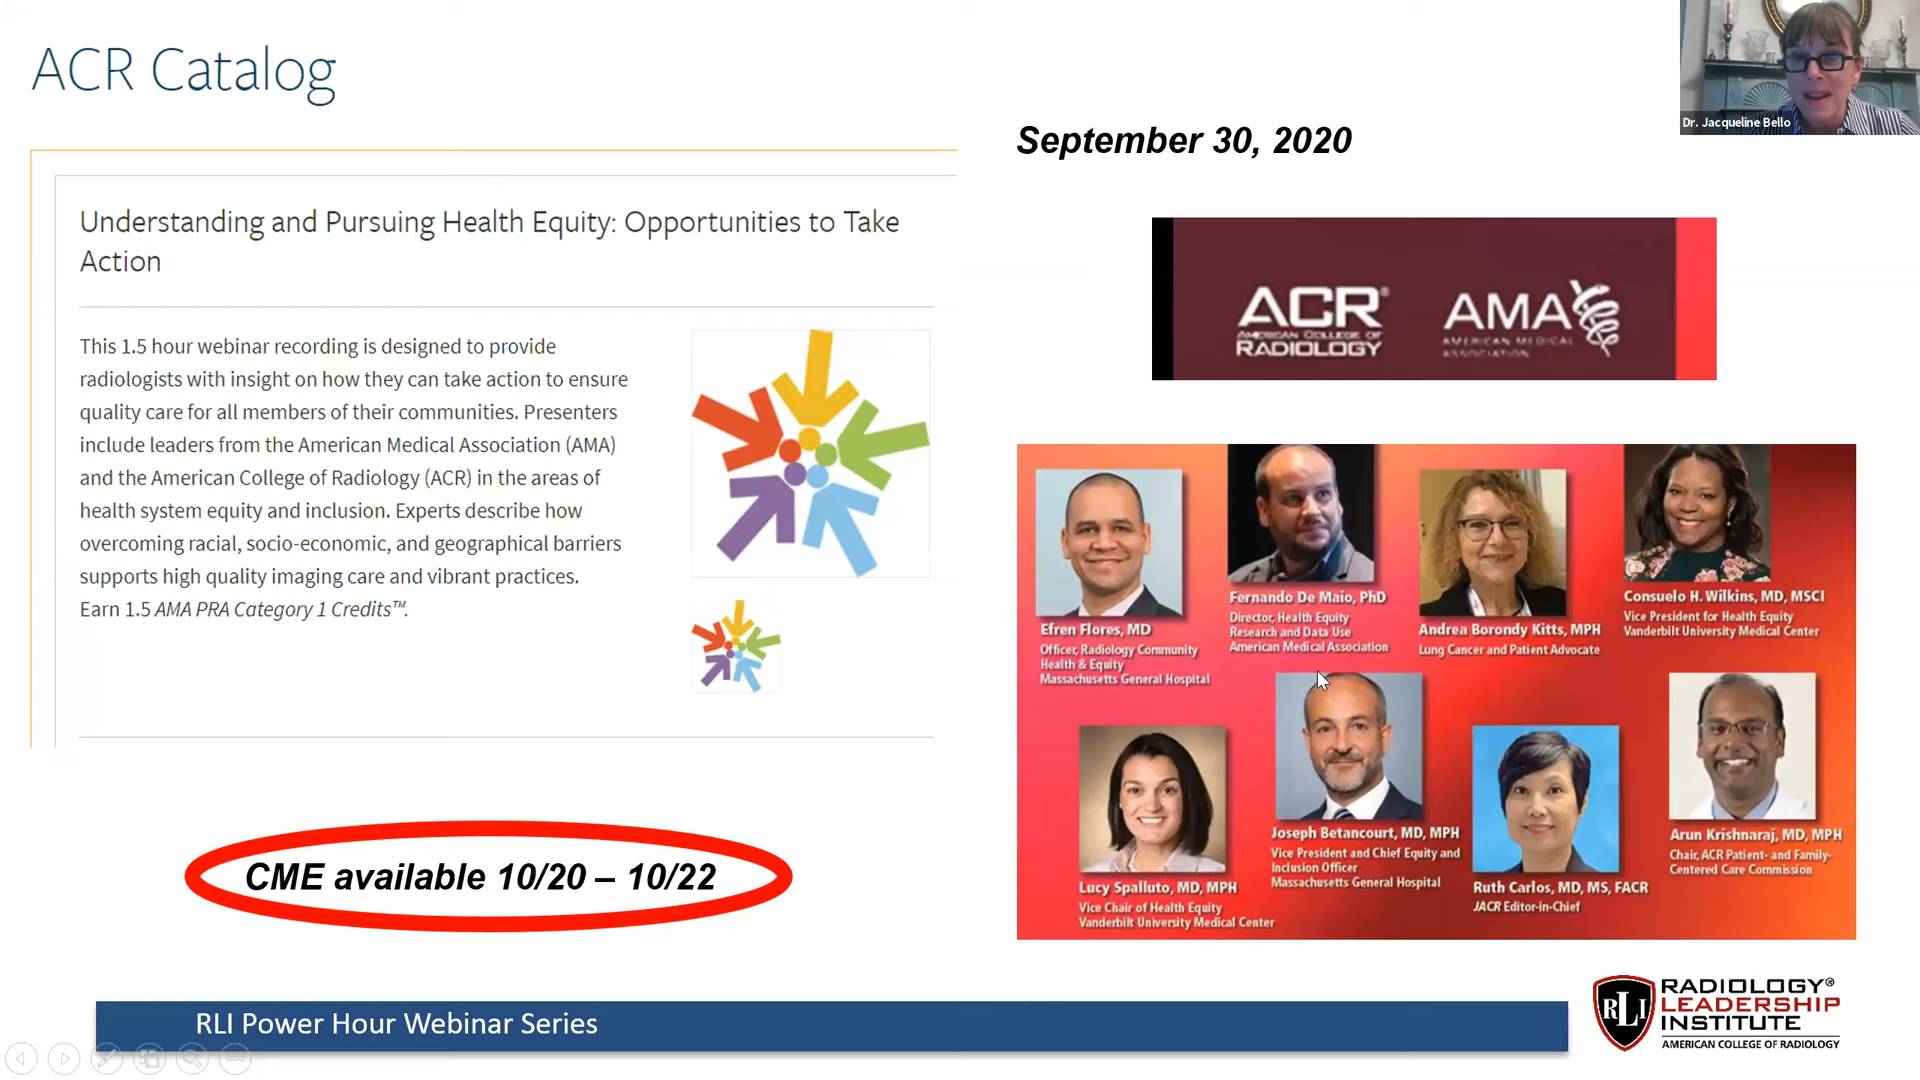 ACR Catalog
September 30, 2020
Dr. Jacqueline Bello
Understanding and Pursuing Health Equity: Opportunities to Take
Action
This 1.5 hour webinar recording is designed to provide
radiologists with insight on how they can take action to ensure
quality care for all members of their communities. Presenters
include leaders from the American Medical Association (AMA)
and the American College of Radiology (ACR) in the areas of
health system equity and inclusion. Experts describe how
overcoming racial, socio-economic, and geographical barriers
supports high quality imaging care and vibrant practices.
Earn 1.5 AMA PRA Category 1 Credits™.
CME available 10/20 – 10/22
ACR®
AMERICAN COLLEGE OF
RADIOLOGY
AMA
AMERICAN MEDICAL
ASSOCIATION
Efren Flores, MD
Officer, Radiology Community
Health & Equity
Massachusetts General Hospital
Fernando De Maio, PhD
Director, Health Equity
Research and Data Use
American Medical Association
Andrea Borondy Kitts, MPH
Lung Cancer and Patient Advocate
Consuelo H. Wilkins, MD, MSCI
Vice President for Health Equity
Vanderbilt University Medical Center
Lucy Spalluto, MD, MPH
Vice Chair of Health Equity
Vanderbilt University Medical Center
Joseph Betancourt, MD, MPH
Vice President and Chief Equity and
Inclusion Officer
Massachusetts General Hospital
Ruth Carlos, MD, MS, FACR
JACR Editor-in-Chief
Arun Krishnaraj, MD, MPH
Chair, ACR Patient- and Family-
Centered Care Commission
RLI Power Hour Webinar Series
RLI
RADIOLOGY®
LEADERSHIP
INSTITUTE
AMERICAN COLLEGE OF RADIOLOGY